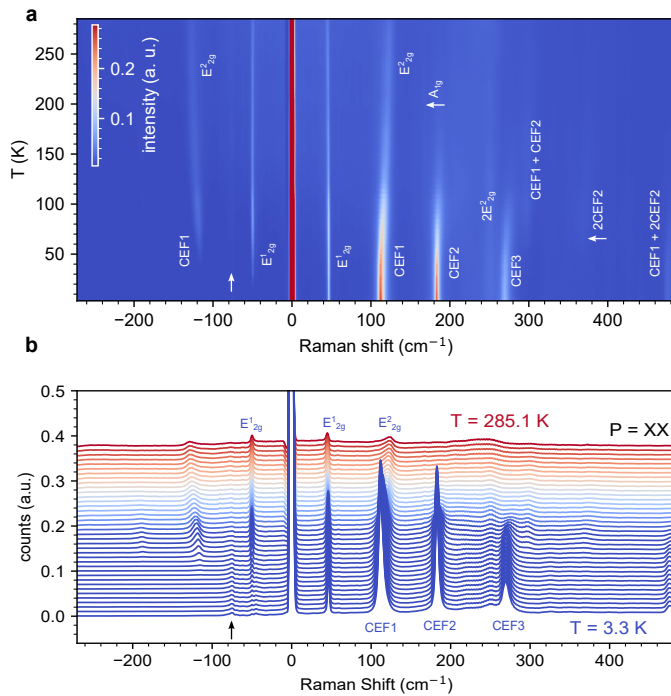 a
0.2
0.1
intensity (a. u.)
E²₂g
CEF1
E¹₂g
E¹₂g
E²₂g
CEF1
A₁g
CEF2
2E²₂g
CEF3
CEF1 + CEF2
2CEF2
CEF1 + 2CEF2
250
200
150
100
50
T (K)
−200
−100
0
100
200
300
400
Raman shift (cm⁻¹)
b
0.5
0.4
0.3
0.2
0.1
0.0
counts (a.u.)
E¹₂g
E¹₂g
E²₂g
T = 285.1 K
P = XX
CEF1
CEF2
CEF3
T = 3.3 K
−200
−100
0
100
200
300
400
Raman Shift (cm⁻¹)